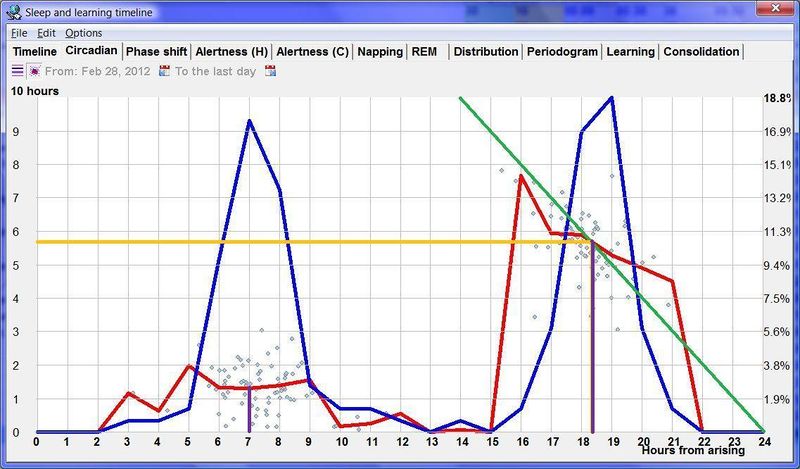 Sleep and learning timeline
File Edit Options
Timeline Circadian Phase shift Alertness (H) Alertness (C) Napping REM Distribution Periodogram Learning Consolidation
From: Feb 28, 2012 To the last day
10 hours
18.8%
9 16.9%
8 15.1%
7 13.2%
6 11.3%
5 9.4%
4 7.5%
3 5.6%
2 3.8%
1 1.9%
0
0 1 2 3 4 5 6 7 8 9 10 11 12 13 14 15 16 17 18 19 20 21 22 23 24
Hours from arising